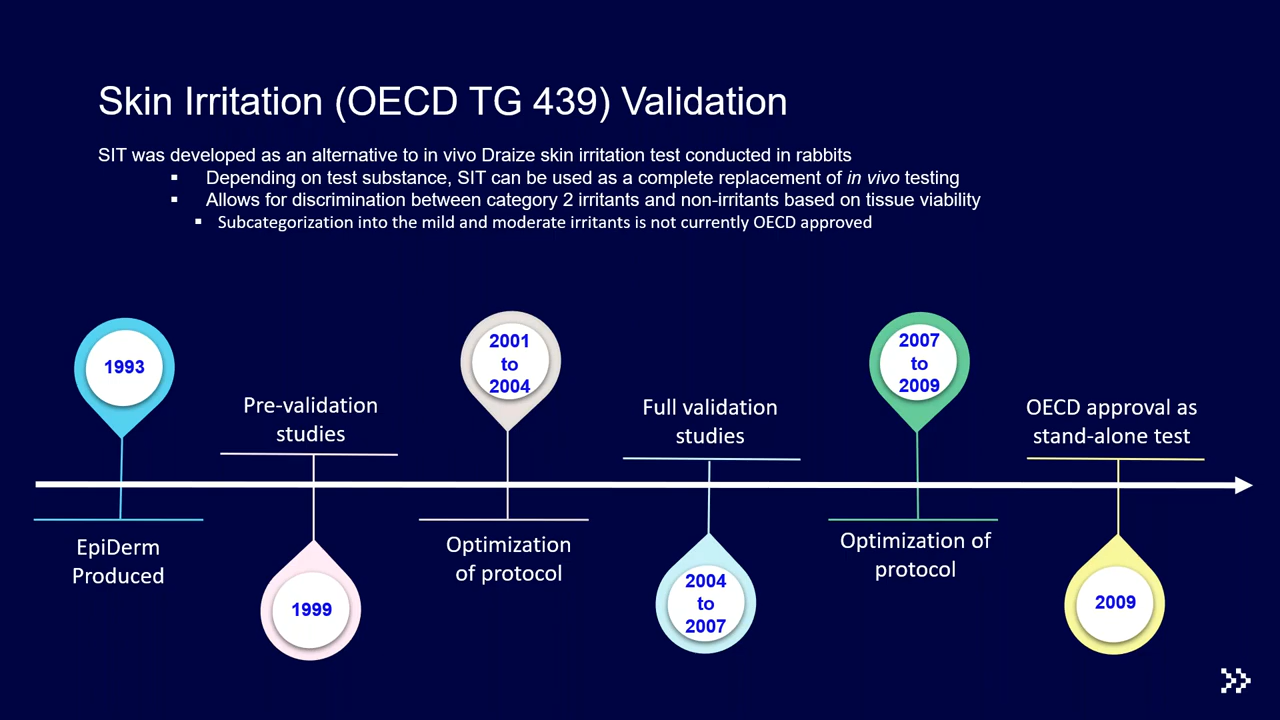 Skin Irritation (OECD TG 439) Validation
SIT was developed as an alternative to in vivo Draize skin irritation test conducted in rabbits
▪ Depending on test substance, SIT can be used as a complete replacement of in vivo testing
▪ Allows for discrimination between category 2 irritants and non-irritants based on tissue viability
▪ Subcategorization into the mild and moderate irritants is not currently OECD approved
1993
EpiDerm
Produced
Pre-validation
studies
1999
2001
to
2004
Optimization
of protocol
Full validation
studies
2004
to
2007
2007
to
2009
Optimization of
protocol
OECD approval as
stand-alone test
2009